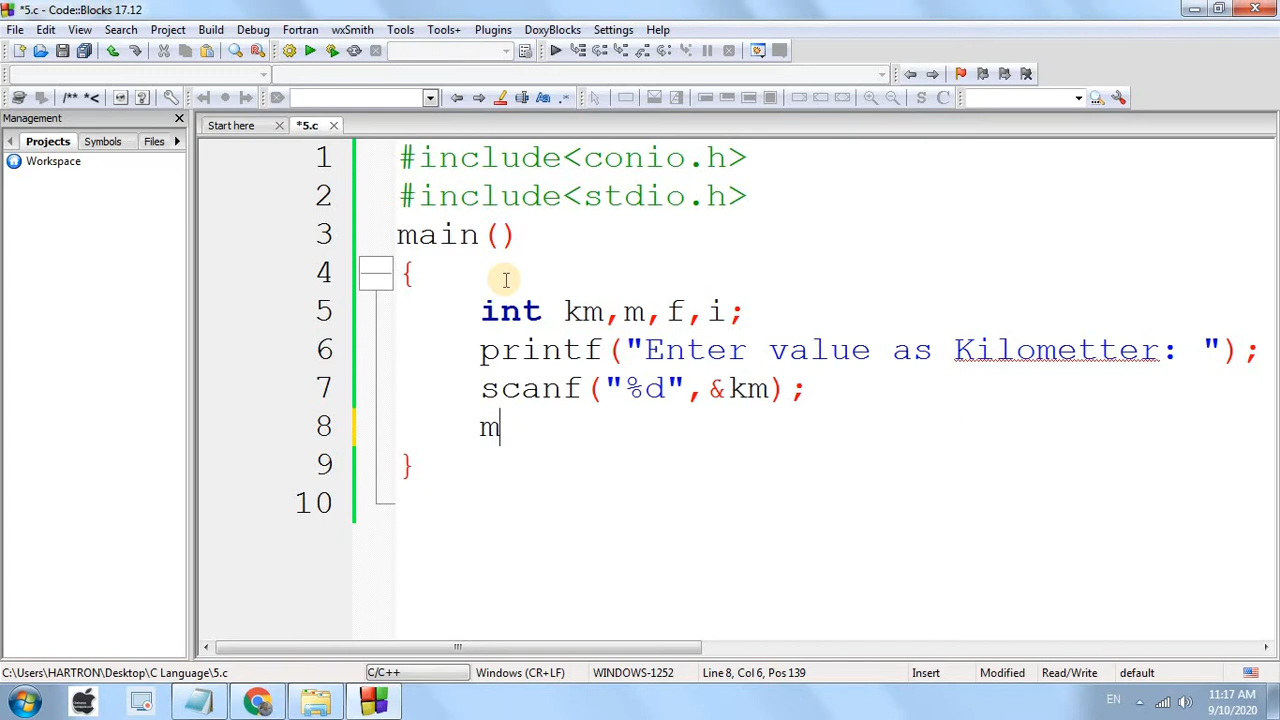 *5.c - Code::Blocks 17.12
File Edit View Search Project Build Debug Fortran wxSmith Tools Tools+ Plugins DoxyBlocks Settings Help
/** *<
S C
Management
Start here *5.c
Projects Symbols Files
Workspace
1 #include<conio.h>
2 #include<stdio.h>
3 main()
4 {
5 int km,m,f,i;
6 printf("Enter value as Kilometter: ");
7 scanf("%d",&km);
8 m
9 }
10
C:\Users\HARTRON\Desktop\C Language\5.c C/C++ Windows (CR+LF) WINDOWS-1252 Line 8, Col 6, Pos 139 Insert Modified Read/Write default
EN 11:17 AM
9/10/2020